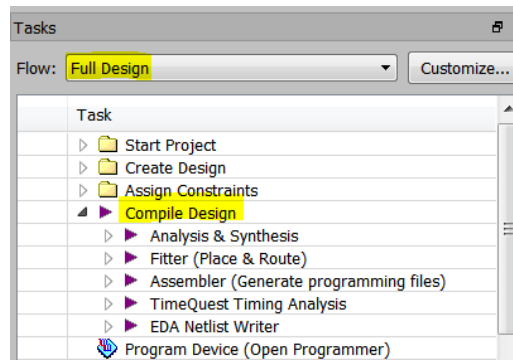 Tasks
Flow: Full Design Customize...
Task
Start Project
Create Design
Assign Constraints
Compile Design
Analysis & Synthesis
Fitter (Place & Route)
Assembler (Generate programming files)
TimeQuest Timing Analysis
EDA Netlist Writer
Program Device (Open Programmer)